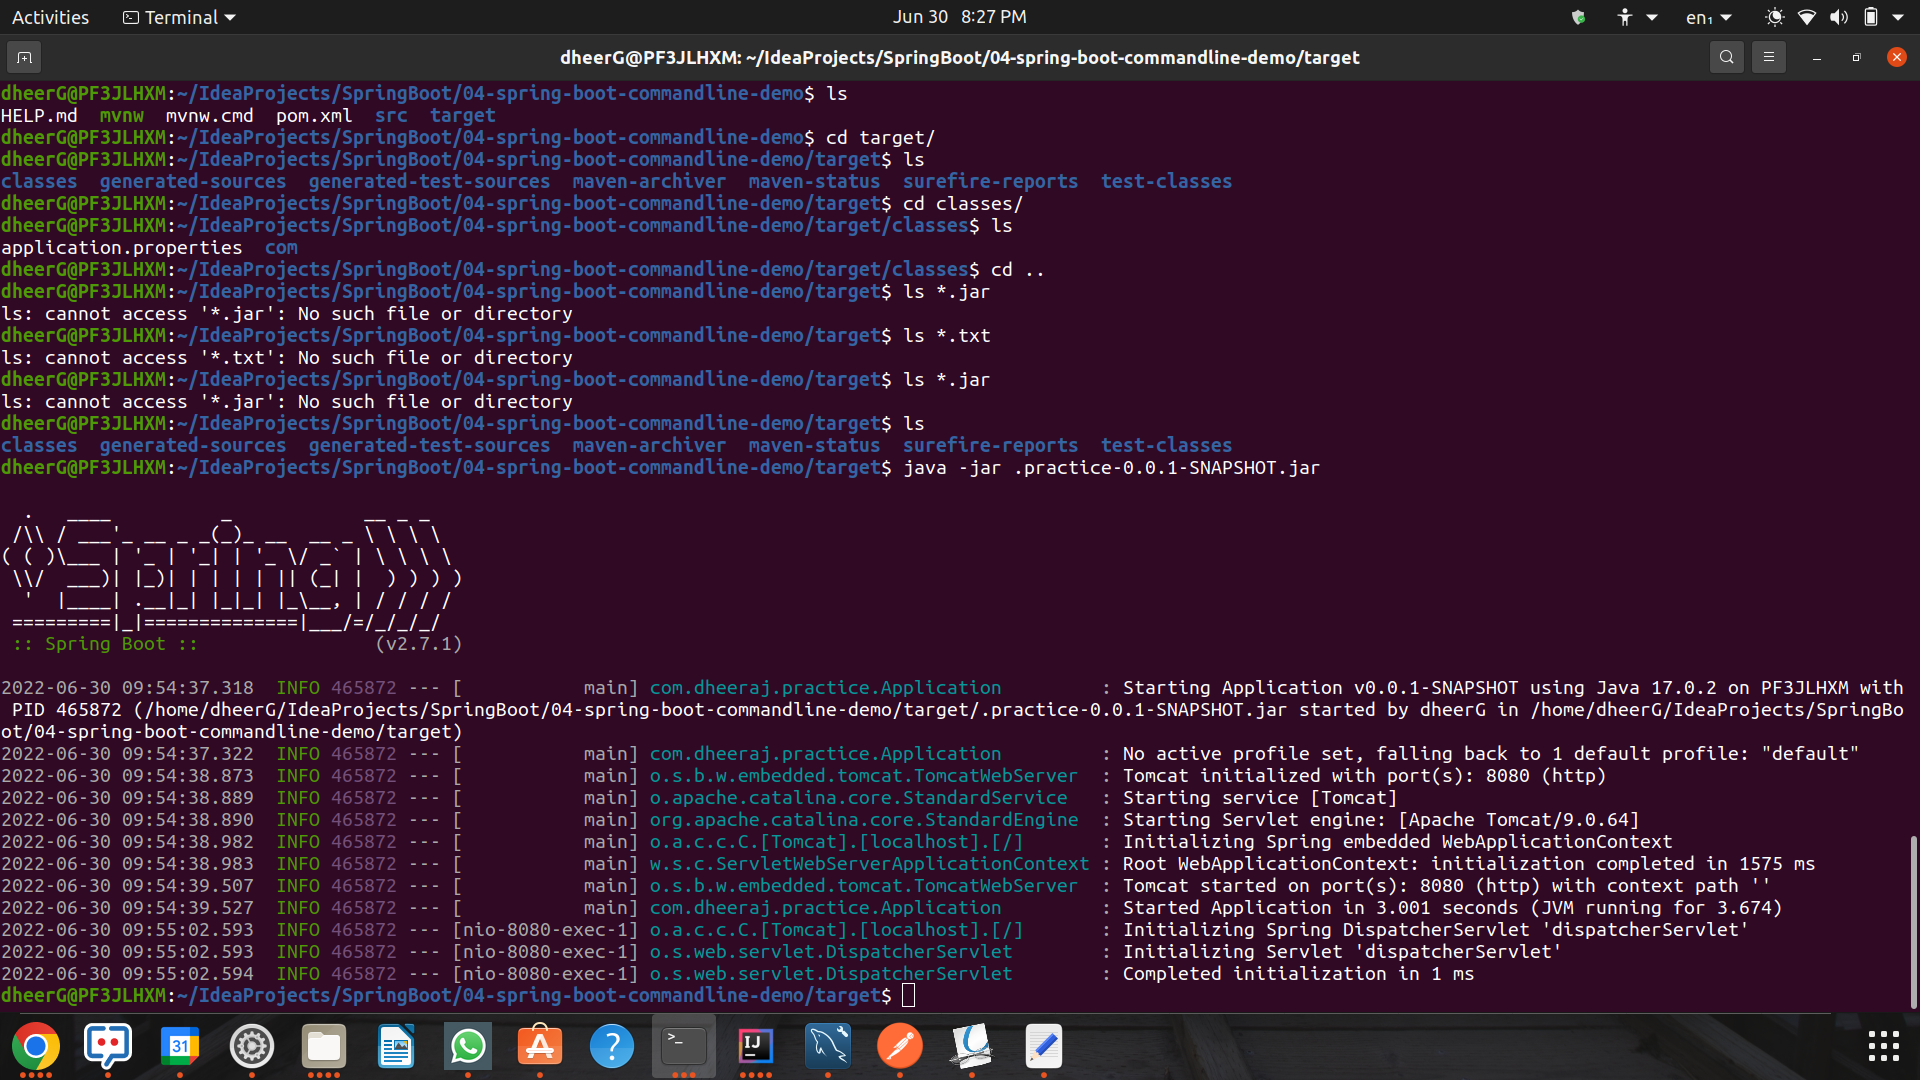 Activities Terminal Jun 30 8:27 PM en₁
dheerG@PF3JLHXM: ~/IdeaProjects/SpringBoot/04-spring-boot-commandline-demo/target
dheerG@PF3JLHXM:~/IdeaProjects/SpringBoot/04-spring-boot-commandline-demo$ ls
HELP.md  mvnw  mvnw.cmd  pom.xml  src  target
dheerG@PF3JLHXM:~/IdeaProjects/SpringBoot/04-spring-boot-commandline-demo$ cd target/
dheerG@PF3JLHXM:~/IdeaProjects/SpringBoot/04-spring-boot-commandline-demo/target$ ls
classes  generated-sources  generated-test-sources  maven-archiver  maven-status  surefire-reports  test-classes
dheerG@PF3JLHXM:~/IdeaProjects/SpringBoot/04-spring-boot-commandline-demo/target$ cd classes/
dheerG@PF3JLHXM:~/IdeaProjects/SpringBoot/04-spring-boot-commandline-demo/target/classes$ ls
application.properties  com
dheerG@PF3JLHXM:~/IdeaProjects/SpringBoot/04-spring-boot-commandline-demo/target/classes$ cd ..
dheerG@PF3JLHXM:~/IdeaProjects/SpringBoot/04-spring-boot-commandline-demo/target$ ls *.jar
ls: cannot access '*.jar': No such file or directory
dheerG@PF3JLHXM:~/IdeaProjects/SpringBoot/04-spring-boot-commandline-demo/target$ ls *.txt
ls: cannot access '*.txt': No such file or directory
dheerG@PF3JLHXM:~/IdeaProjects/SpringBoot/04-spring-boot-commandline-demo/target$ ls *.jar
ls: cannot access '*.jar': No such file or directory
dheerG@PF3JLHXM:~/IdeaProjects/SpringBoot/04-spring-boot-commandline-demo/target$ ls
classes  generated-sources  generated-test-sources  maven-archiver  maven-status  surefire-reports  test-classes
dheerG@PF3JLHXM:~/IdeaProjects/SpringBoot/04-spring-boot-commandline-demo/target$ java -jar .practice-0.0.1-SNAPSHOT.jar
  .   ____          _            __ _ _
 /\\ / ___'_ __ _ _(_)_ __  __ _ \ \ \ \
( ( )\___ | '_ | '_| | '_ \/ _` | \ \ \ \
 \\/  ___)| |_)| | | | | || (_| |  ) ) ) )
  '  |____| .__|_| |_|_| |_\__, | / / / /
 =========|_|==============|___/=/_/_/_/
 :: Spring Boot ::                (v2.7.1)
2022-06-30 09:54:37.318  INFO 465872 --- [           main] com.dheeraj.practice.Application         : Starting Application v0.0.1-SNAPSHOT using Java 17.0.2 on PF3JLHXM with
 PID 465872 (/home/dheerG/IdeaProjects/SpringBoot/04-spring-boot-commandline-demo/target/.practice-0.0.1-SNAPSHOT.jar started by dheerG in /home/dheerG/IdeaProjects/SpringBo
ot/04-spring-boot-commandline-demo/target)
2022-06-30 09:54:37.322  INFO 465872 --- [           main] com.dheeraj.practice.Application         : No active profile set, falling back to 1 default profile: "default"
2022-06-30 09:54:38.873  INFO 465872 --- [           main] o.s.b.w.embedded.tomcat.TomcatWebServer  : Tomcat initialized with port(s): 8080 (http)
2022-06-30 09:54:38.889  INFO 465872 --- [           main] o.apache.catalina.core.StandardService   : Starting service [Tomcat]
2022-06-30 09:54:38.890  INFO 465872 --- [           main] org.apache.catalina.core.StandardEngine  : Starting Servlet engine: [Apache Tomcat/9.0.64]
2022-06-30 09:54:38.982  INFO 465872 --- [           main] o.a.c.c.C.[Tomcat].[localhost].[/]       : Initializing Spring embedded WebApplicationContext
2022-06-30 09:54:38.983  INFO 465872 --- [           main] w.s.c.ServletWebServerApplicationContext : Root WebApplicationContext: initialization completed in 1575 ms
2022-06-30 09:54:39.507  INFO 465872 --- [           main] o.s.b.w.embedded.tomcat.TomcatWebServer  : Tomcat started on port(s): 8080 (http) with context path ''
2022-06-30 09:54:39.527  INFO 465872 --- [           main] com.dheeraj.practice.Application         : Started Application in 3.001 seconds (JVM running for 3.674)
2022-06-30 09:55:02.593  INFO 465872 --- [nio-8080-exec-1] o.a.c.c.C.[Tomcat].[localhost].[/]       : Initializing Spring DispatcherServlet 'dispatcherServlet'
2022-06-30 09:55:02.593  INFO 465872 --- [nio-8080-exec-1] o.s.web.servlet.DispatcherServlet        : Initializing Servlet 'dispatcherServlet'
2022-06-30 09:55:02.594  INFO 465872 --- [nio-8080-exec-1] o.s.web.servlet.DispatcherServlet        : Completed initialization in 1 ms
dheerG@PF3JLHXM:~/IdeaProjects/SpringBoot/04-spring-boot-commandline-demo/target$
31 ? >_ IJ